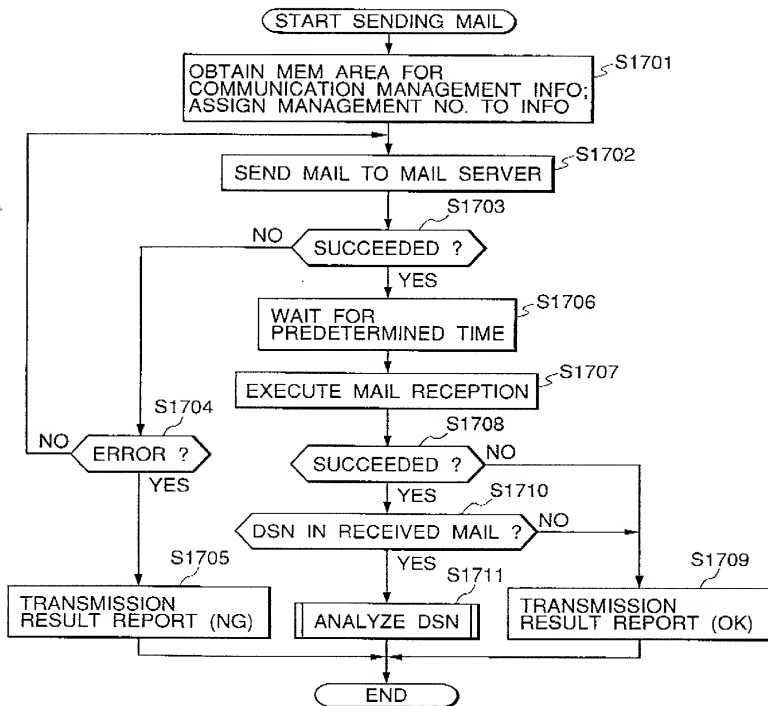 START SENDING MAIL
S1701
OBTAIN MEM AREA FOR
COMMUNICATION MANAGEMENT INFO;
ASSIGN MANAGEMENT NO. TO INFO
S1702
SEND MAIL TO MAIL SERVER
S1703
NO
SUCCEEDED ?
YES
S1706
WAIT FOR
PREDETERMINED TIME
S1707
EXECUTE MAIL RECEPTION
S1704
NO
ERROR ?
YES
S1708
SUCCEEDED ?
NO
YES
S1710
DSN IN RECEIVED MAIL ?
NO
YES
S1705
TRANSMISSION
RESULT REPORT (NG)
S1711
ANALYZE DSN
S1709
TRANSMISSION
RESULT REPORT (OK)
END